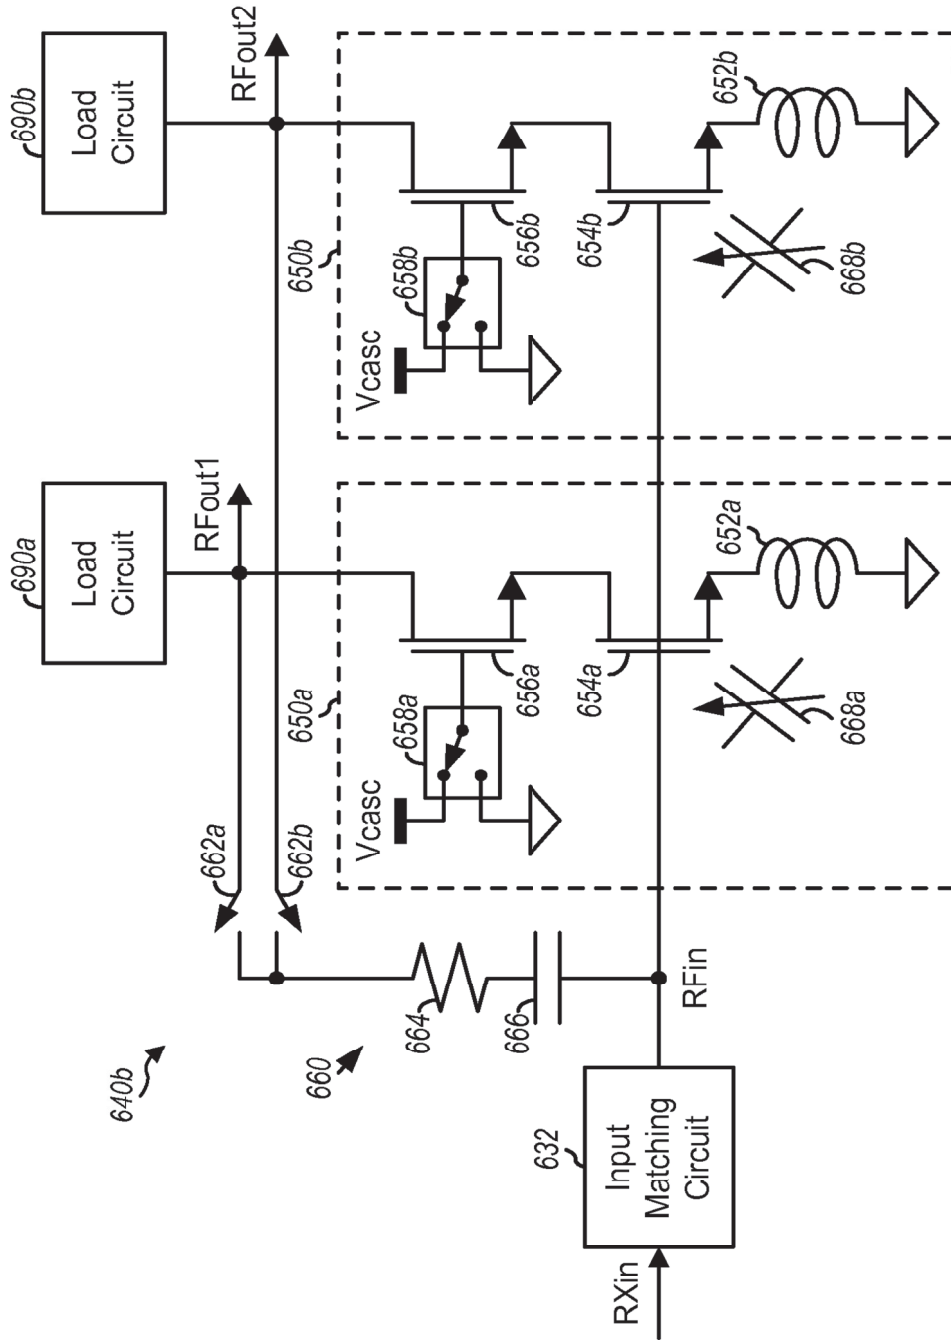 690a
Load
Circuit
690b
Load
Circuit
RFout1
RFout2
640b
662a
662b
660
664
666
650a
650b
Vcasc
658a
656a
Vcasc
658b
656b
632
Input
Matching
Circuit
RXin
RFin
654a
654b
668a
652a
668b
652b